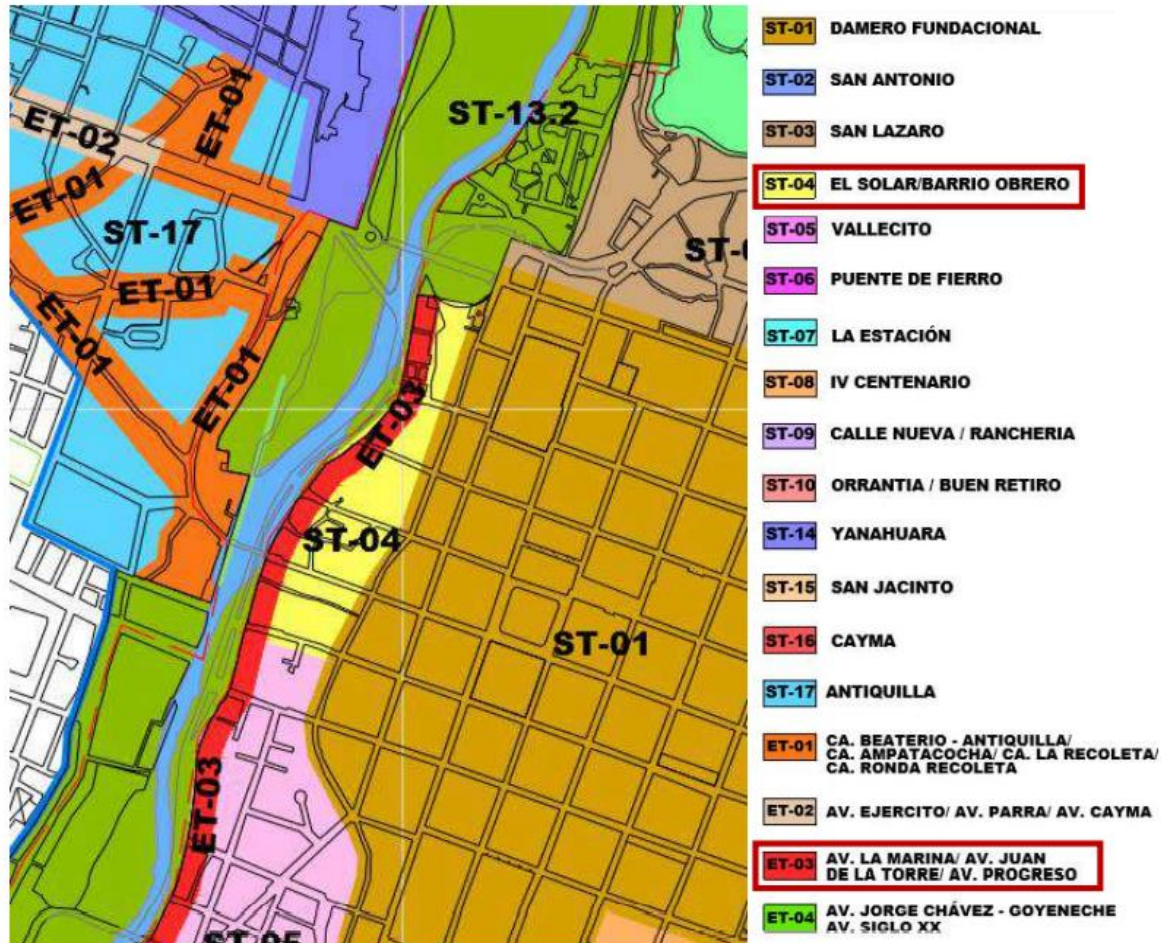 ST-13.2
ET-01
ET-02
ET-01
ST-17
ST-0
ET-01
ET-01
ET-01
ET-03
ST-04
ST-01
ET-03
ST-05
ST-01 DAMERO FUNDACIONAL
ST-02 SAN ANTONIO
ST-03 SAN LAZARO
ST-04 EL SOLAR/BARRIO OBRERO
ST-05 VALLECITO
ST-06 PUENTE DE FIERRO
ST-07 LA ESTACIÓN
ST-08 IV CENTENARIO
ST-09 CALLE NUEVA / RANCHERIA
ST-10 ORRANTIA / BUEN RETIRO
ST-14 YANAHUARA
ST-15 SAN JACINTO
ST-16 CAYMA
ST-17 ANTIQUILLA
ET-01 CA. BEATERIO - ANTIQUILLA/
CA. AMPATACOCHA/ CA. LA RECOLETA/
CA. RONDA RECOLETA
ET-02 AV. EJERCITO/ AV. PARRA/ AV. CAYMA
ET-03 AV. LA MARINA/ AV. JUAN
DE LA TORRE/ AV. PROGRESO
ET-04 AV. JORGE CHÁVEZ - GOYENECHE
AV. SIGLO XX